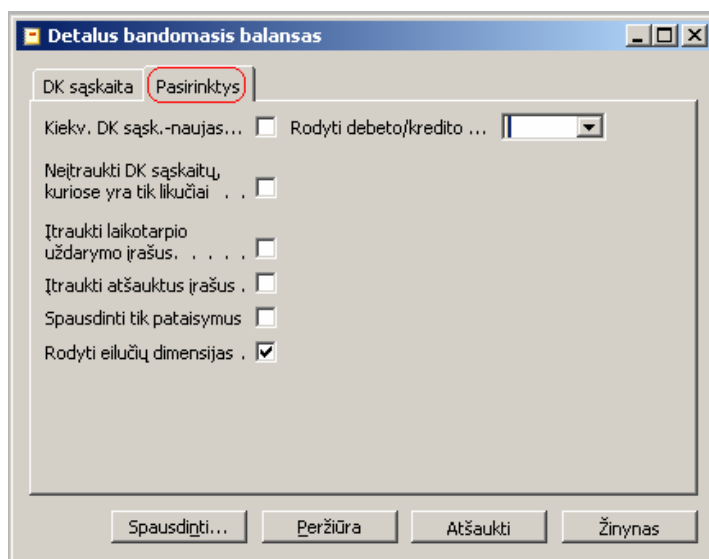 Detalus bandomasis balansas
DK sąskaita Pasirinktys
Kiekv. DK sąsk.-naujas... Rodyti debeto/kredito ...
Neįtraukti DK sąskaitų,
kuriose yra tik likučiai . .
Įtraukti laikotarpio
uždarymo įrašus. . . . . .
Įtraukti atšauktus įrašus .
Spausdinti tik pataisymus
Rodyti eilučių dimensijas .
Spausdinti... Peržiūra Atšaukti Žinynas